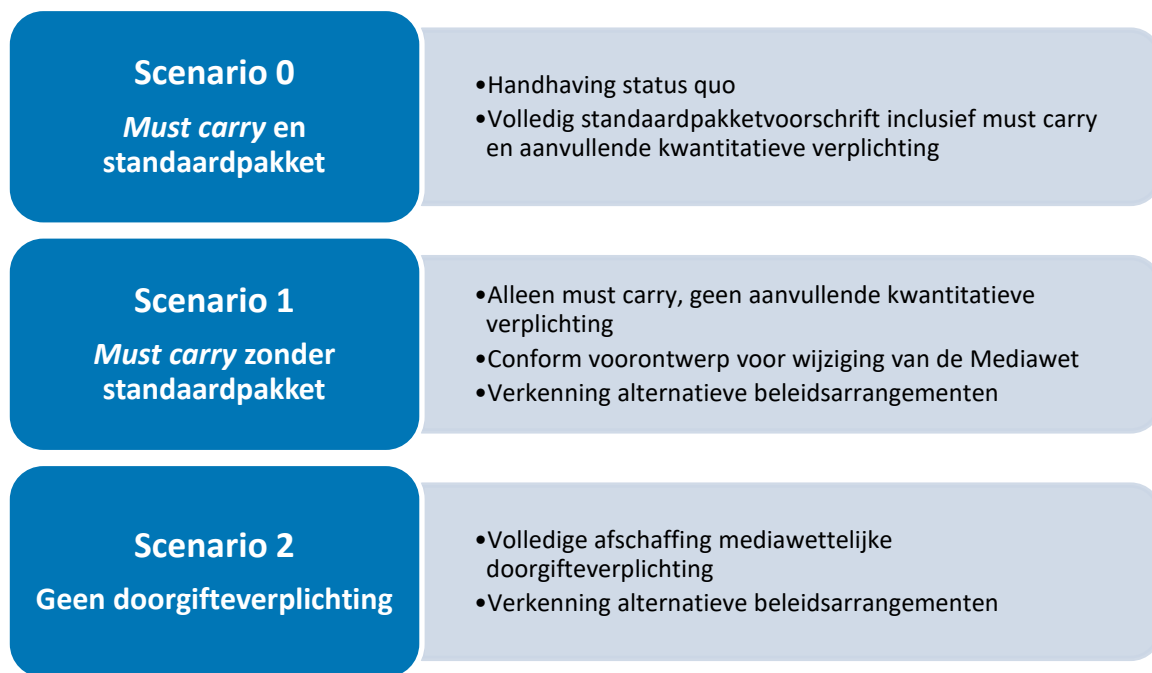 Scenario 0
Must carry en
standaardpakket
•Handhaving status quo
•Volledig standaardpakketvoorschrift inclusief must carry
en aanvullende kwantitatieve verplichting
Scenario 1
Must carry zonder
standaardpakket
•Alleen must carry, geen aanvullende kwantitatieve
verplichting
•Conform voorontwerp voor wijziging van de Mediawet
•Verkenning alternatieve beleidsarrangementen
Scenario 2
Geen doorgifteverplichting
•Volledige afschaffing mediawettelijke
doorgifteverplichting
•Verkenning alternatieve beleidsarrangementen